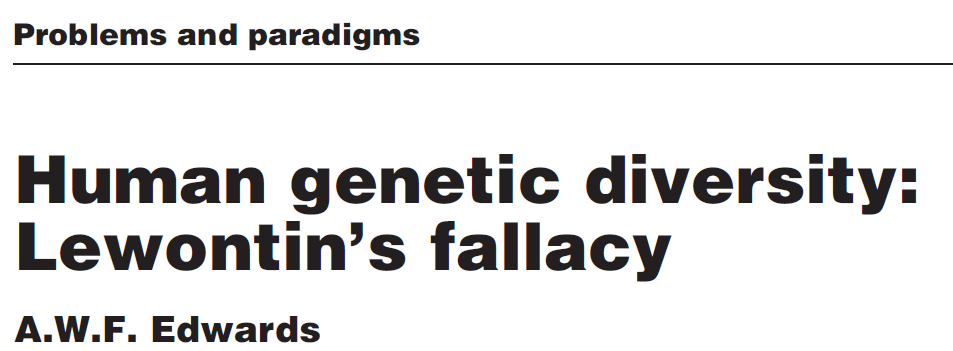 Problems and paradigms
Human genetic diversity:
Lewontin’s fallacy
A.W.F. Edwards